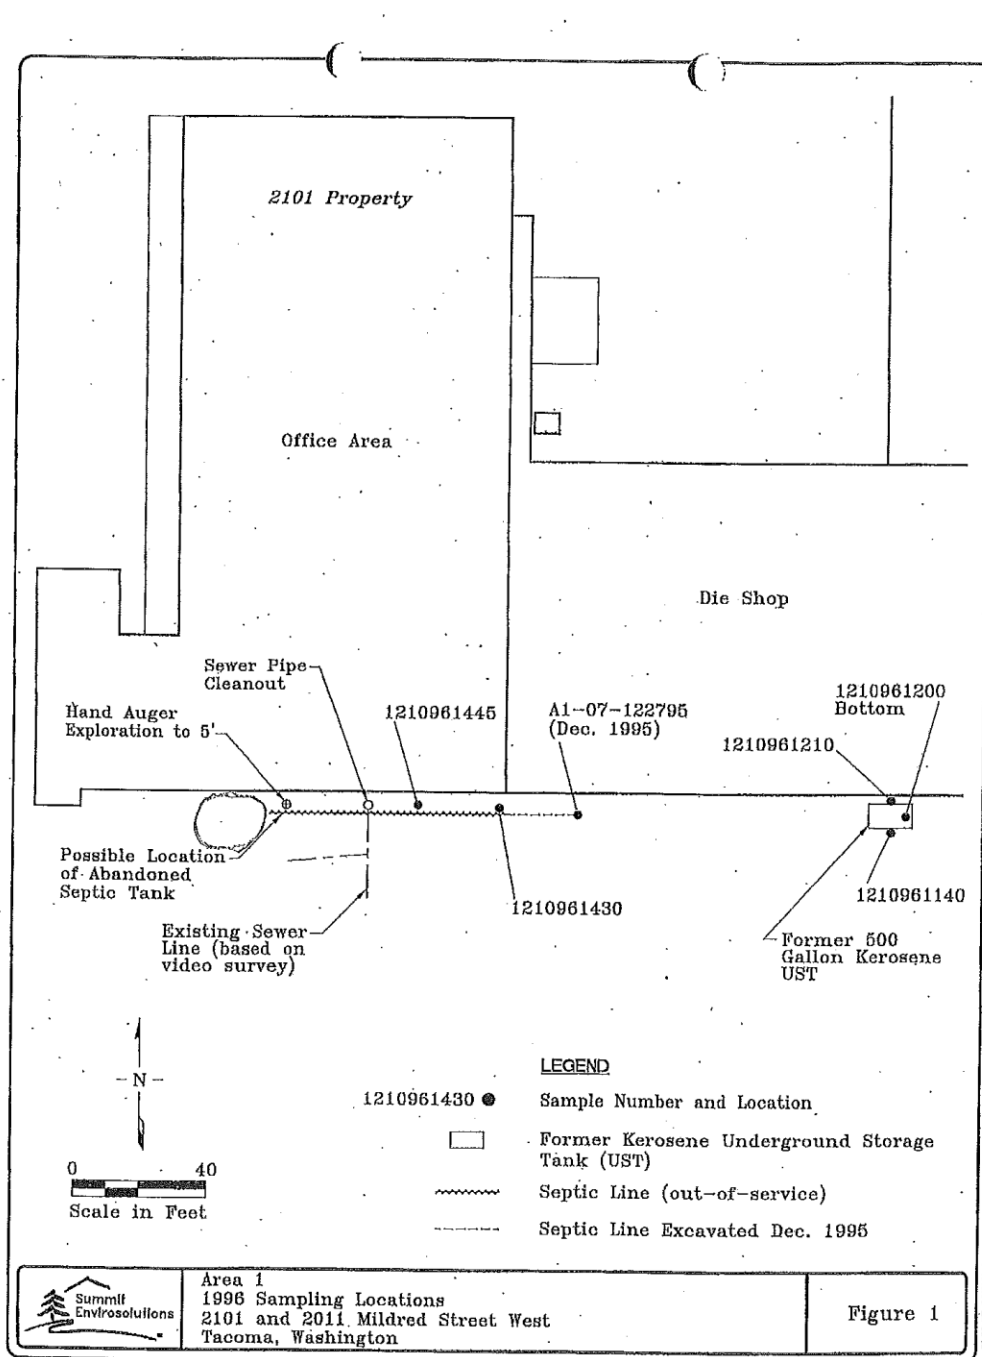 2101 Property
Office Area
Die Shop
Sewer Pipe
Cleanout
Hand Auger
Exploration to 5'
1210961445
A1-07-122795
(Dec. 1995)
1210961200
Bottom
1210961210
Possible Location
of Abandoned
Septic Tank
1210961430
1210961140
Existing Sewer
Line (based on
video survey)
Former 500
Gallon Kerosene
UST
- N -
0 40
Scale in Feet
LEGEND
1210961430 Sample Number and Location
Former Kerosene Underground Storage
Tank (UST)
Septic Line (out-of-service)
Septic Line Excavated Dec. 1995
Summit
Envirosolutions
Area 1
1996 Sampling Locations
2101 and 2011 Mildred Street West
Tacoma, Washington
Figure 1